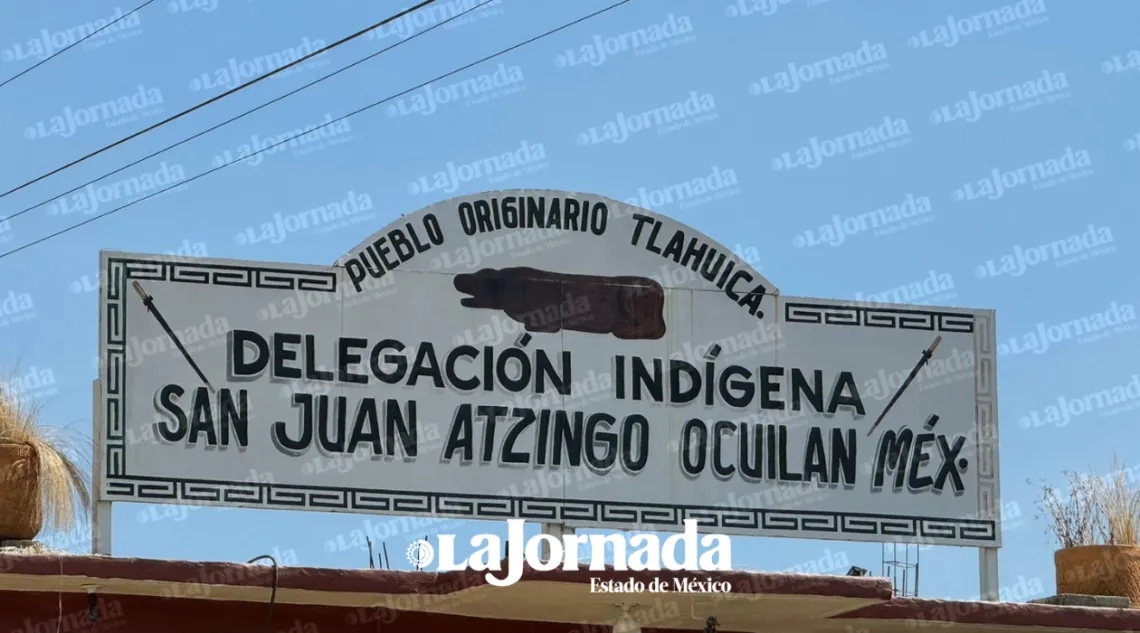 PUEBLO ORIGINARIO TLAHUICA.
DELEGACIÓN INDÍGENA
SAN JUAN ATZINGO OCUILAN MÉX.
LaJornada
Estado de México